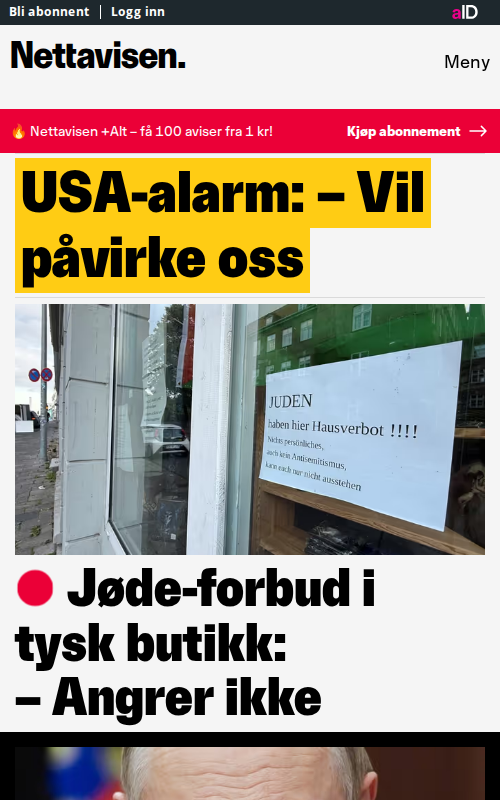 Bli abonnent | Logg inn
aID
Nettavisen.
Meny
🔥 Nettavisen +Alt – få 100 aviser fra 1 kr!
Kjøp abonnement →
USA-alarm: – Vil
påvirke oss
JUDEN
haben hier Hausverbot !!!!
Nichts persönliches,
auch kein Antisemitismus,
kann euch nur nicht ausstehen
🔴 Jøde-forbud i
tysk butikk:
– Angrer ikke